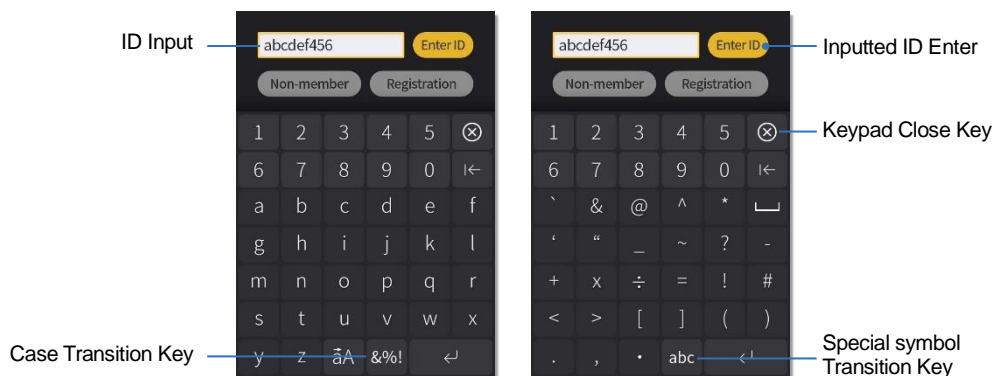 ID Input
abcdef456
Enter ID
Non-member
Registration
1 2 3 4 5 ⊗
6 7 8 9 0 |←
a b c d e f
g h i j k l
m n o p q r
s t u v w x
y z aA &%! ↵
Case Transition Key
abcdef456
Enter ID
Inputted ID Enter
Non-member
Registration
1 2 3 4 5 ⊗
Keypad Close Key
6 7 8 9 0 |←
` & @ ^ * ⎵
‘ “ _ ~ ? -
+ x ÷ = ! #
< > [ ] ( )
. , · abc ↵
Special symbol
Transition Key